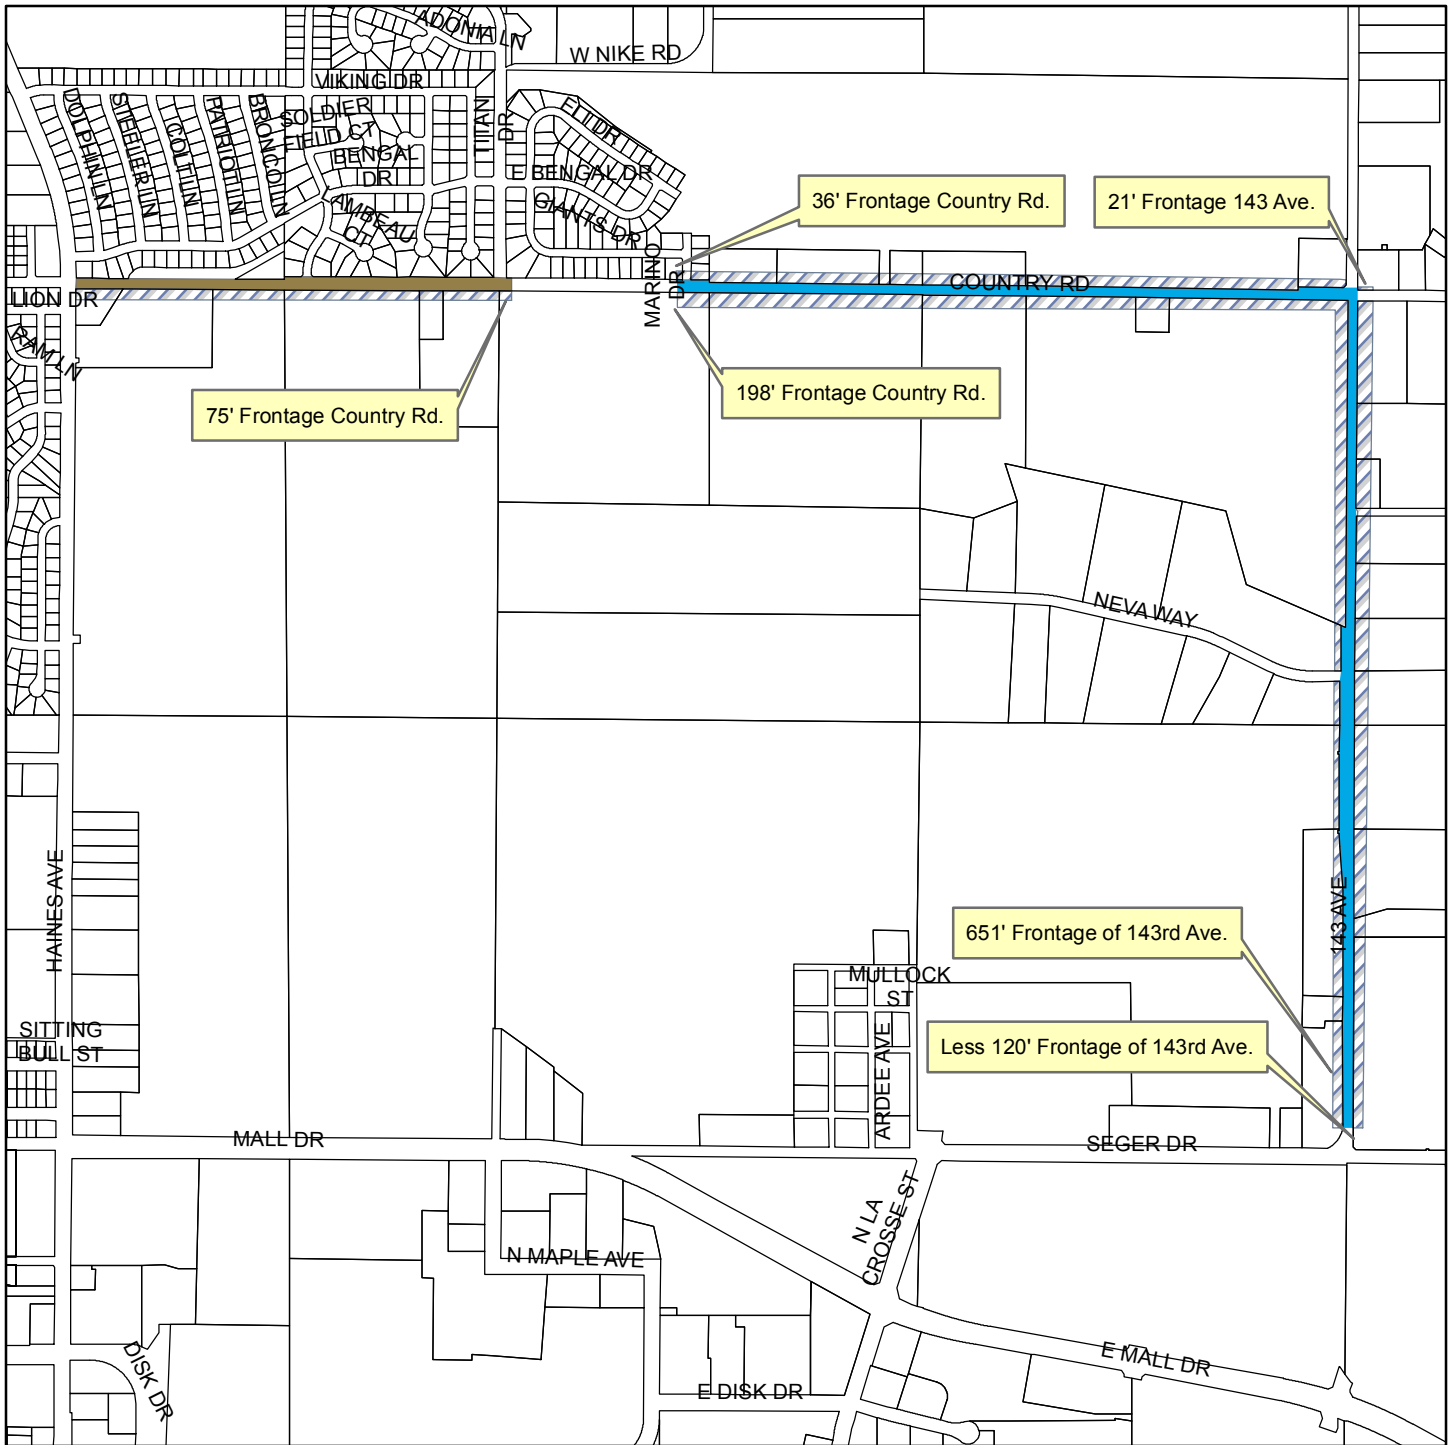 ADONIA LN
W NIKE RD
VIKING DR
DOLPHIN LN
STEELER LN
COLT LN
PATRIOT LN
BRONCO LN
SOLDIER
FIELD CT
BENGAL
DR
TITAN
DR
ELI DR
E BENGAL DR
GIANTS DR
AMBEAU
CT
MARINO
DR
36' Frontage Country Rd.
21' Frontage 143 Ave.
LION DR
COUNTRY RD
RAM LN
75' Frontage Country Rd.
198' Frontage Country Rd.
NEVA WAY
HAINES AVE
143 AVE
651' Frontage of 143rd Ave.
MULLOCK
ST
SITTING
BULL ST
ARDEE AVE
Less 120' Frontage of 143rd Ave.
MALL DR
SEGER DR
N LA
CROSSE ST
N MAPLE AVE
DISK DR
E MALL DR
E DISK DR